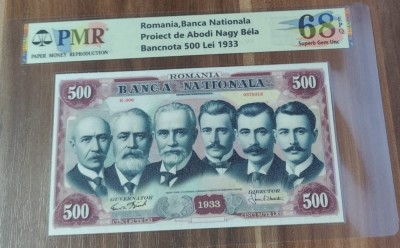 PMR
PAPER MONEY REPRODUCTION
Romania,Banca Nationala
Proiect de Abodi Nagy Béla
Bancnota 500 Lei 1933
68 EPQ
Superb Gem Unc
ROMANIA
500 BANCA NATIONALA 500
GUVERNATOR
DIRECTOR
1933
500 500